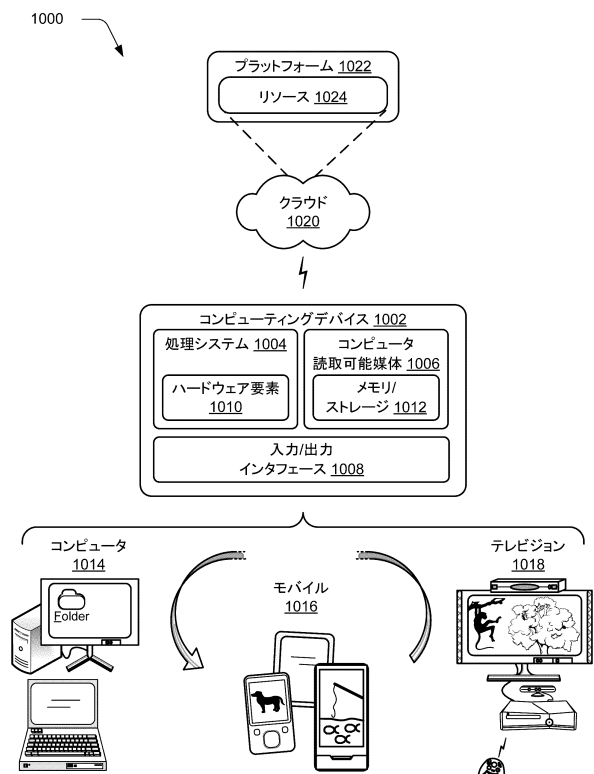 1000
プラットフォーム 1022
リソース 1024
クラウド
1020
コンピューティングデバイス 1002
処理システム 1004
ハードウェア要素
1010
コンピュータ
読取可能媒体 1006
メモリ/
ストレージ 1012
入力/出力
インタフェース 1008
コンピュータ
1014
モバイル
1016
テレビジョン
1018
Folder